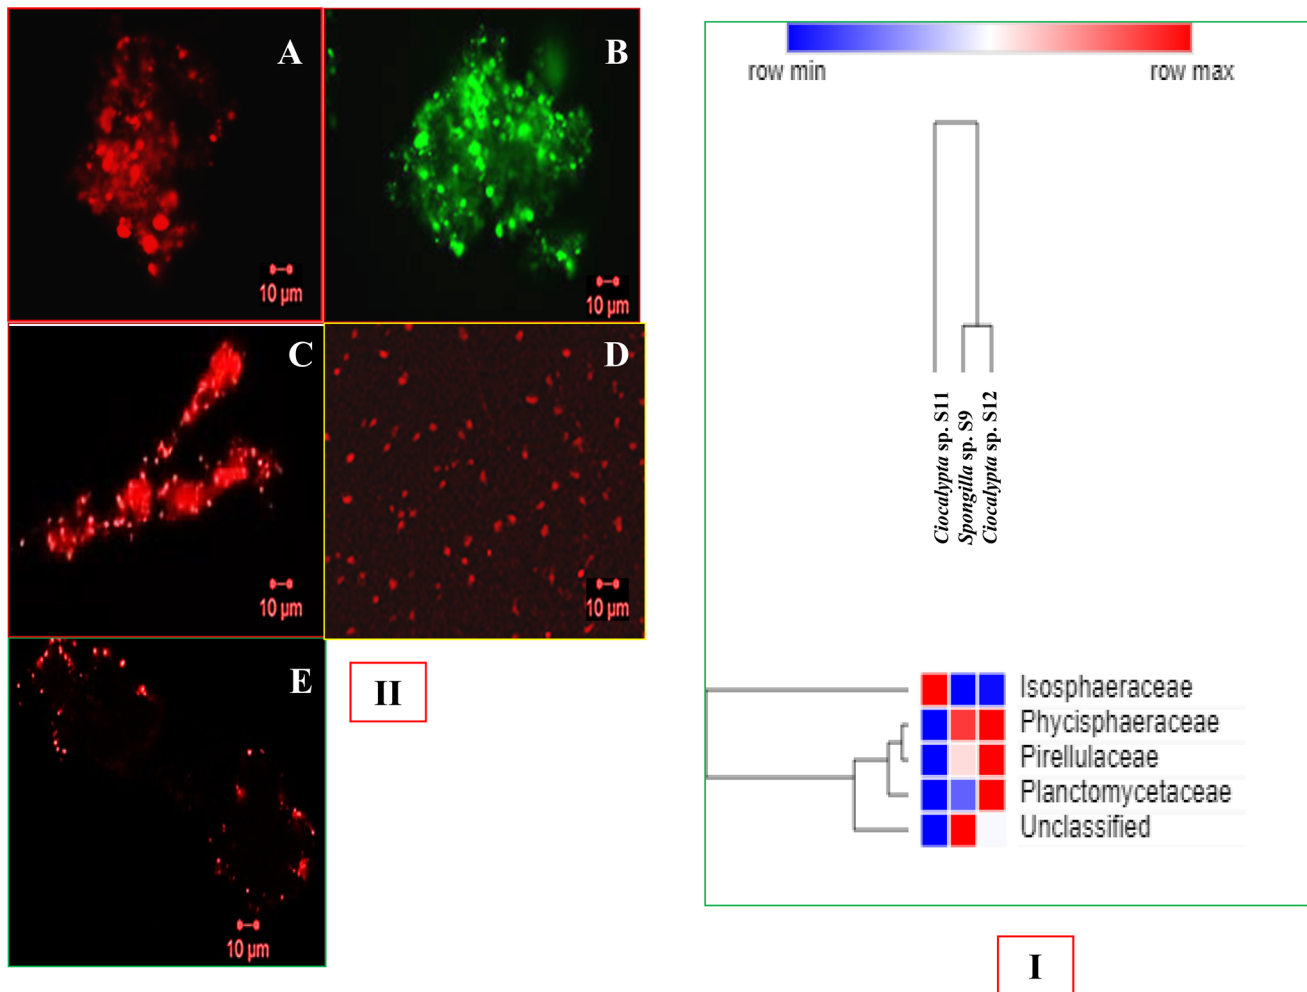 A
10 µm
B
10 µm
C
10 µm
D
10 µm
E
10 µm
II
row min
row max
Ciocalypta sp. S11
Spongilla sp. S9
Ciocalypta sp. S12
Isosphaeraceae
Phycisphaeraceae
Pirellulaceae
Planctomycetaceae
Unclassified
I